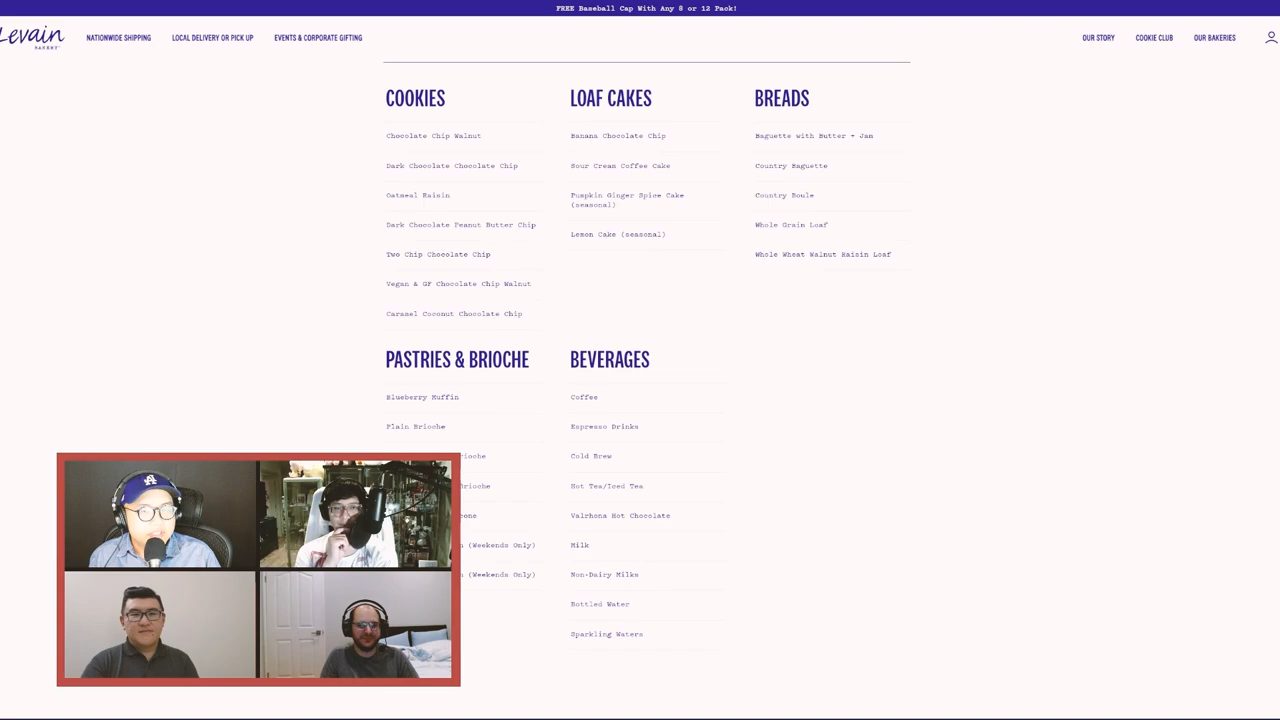 FREE Baseball Cap With Any 8 or 12 Pack!
Levain
BAKERY
NATIONWIDE SHIPPING
LOCAL DELIVERY OR PICK UP
EVENTS & CORPORATE GIFTING
OUR STORY
COOKIE CLUB
OUR BAKERIES
COOKIES
Chocolate Chip Walnut
Dark Chocolate Chocolate Chip
Oatmeal Raisin
Dark Chocolate Peanut Butter Chip
Two Chip Chocolate Chip
Vegan & GF Chocolate Chip Walnut
Caramel Coconut Chocolate Chip
LOAF CAKES
Banana Chocolate Chip
Sour Cream Coffee Cake
Pumpkin Ginger Spice Cake
(seasonal)
Lemon Cake (seasonal)
BREADS
Baguette with Butter + Jam
Country Baguette
Country Boule
Whole Grain Loaf
Whole Wheat Walnut Raisin Loaf
PASTRIES & BRIOCHE
Blueberry Muffin
Plain Brioche
(Weekends Only)
(Weekends Only)
BEVERAGES
Coffee
Espresso Drinks
Cold Brew
Hot Tea/Iced Tea
Valrhona Hot Chocolate
Milk
Non-Dairy Milks
Bottled Water
Sparkling Waters
LA